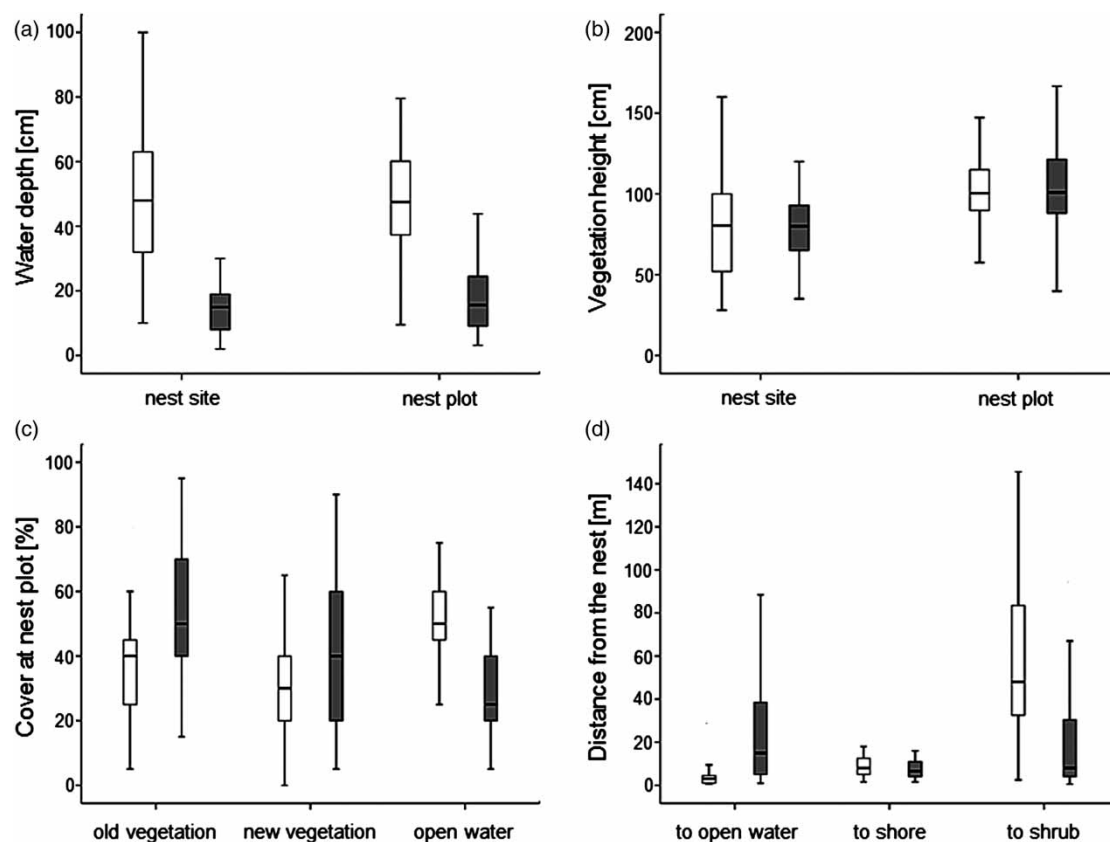 (a)
Water depth [cm]
100
80
60
40
20
0
nest site
nest plot
(b)
Vegetation height [cm]
200
150
100
50
0
nest site
nest plot
(c)
Cover at nest plot [%]
100
80
60
40
20
0
old vegetation
new vegetation
open water
(d)
Distance from the nest [m]
140
120
100
80
60
40
20
0
to open water
to shore
to shrub